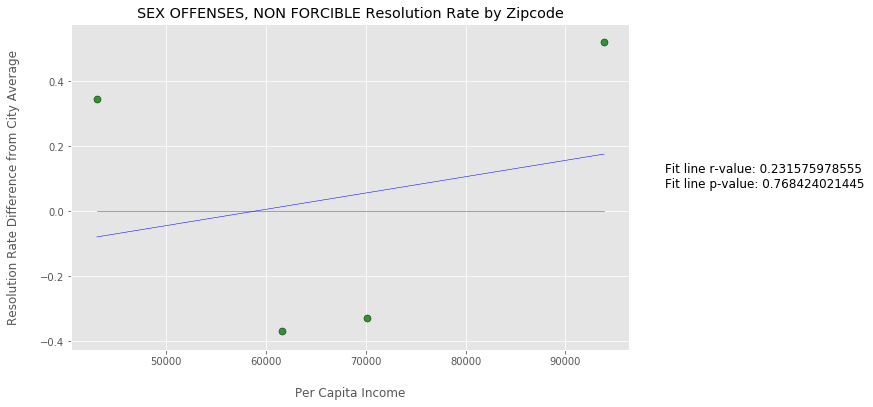 SEX OFFENSES, NON FORCIBLE Resolution Rate by Zipcode
Resolution Rate Difference from City Average
0.4
0.2
0.0
−0.2
−0.4
50000 60000 70000 80000 90000
Per Capita Income
Fit line r-value: 0.231575978555
Fit line p-value: 0.768424021445